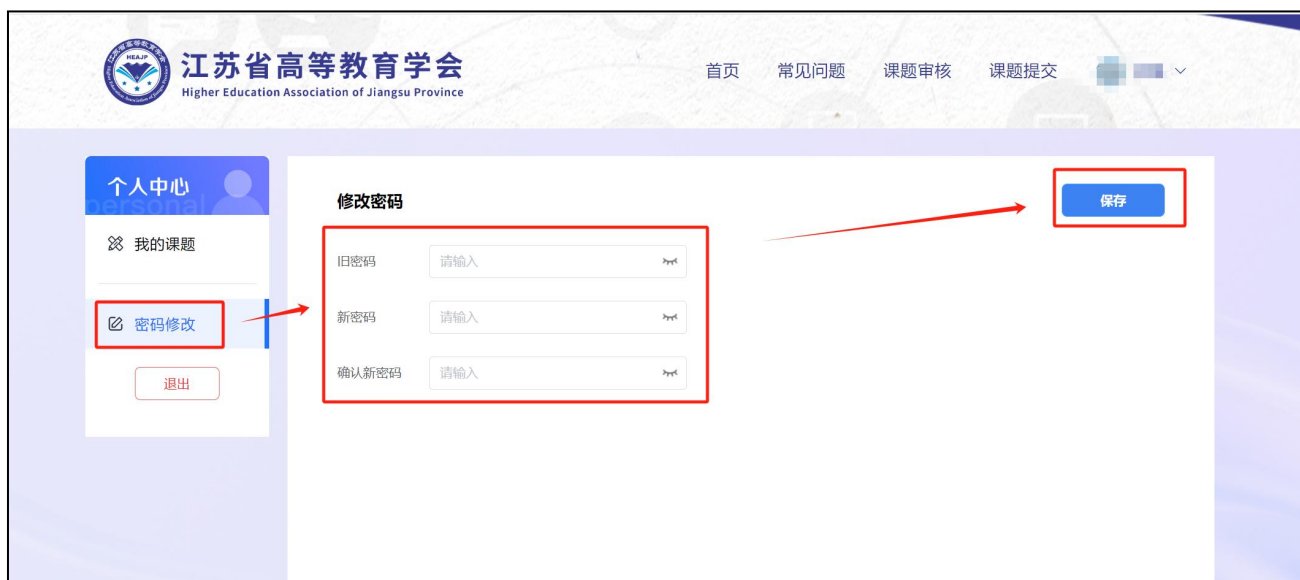 江苏省高等教育学会
Higher Education Association of Jiangsu Province
HEAJP
首页 常见问题 课题审核 课题提交
个人中心
personal
我的课题
密码修改
退出
修改密码
保存
旧密码 请输入
新密码 请输入
确认新密码 请输入